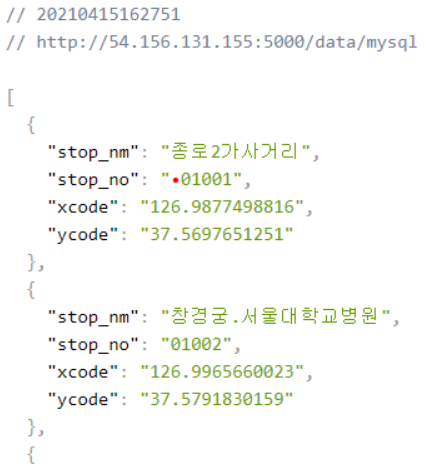 // 20210415162751
// http://54.156.131.155:5000/data/mysql
[
{
"stop_nm": "종로2가사거리",
"stop_no": "•01001",
"xcode": "126.9877498816",
"ycode": "37.5697651251"
},
{
"stop_nm": "창경궁.서울대학교병원",
"stop_no": "01002",
"xcode": "126.9965660023",
"ycode": "37.5791830159"
},
{